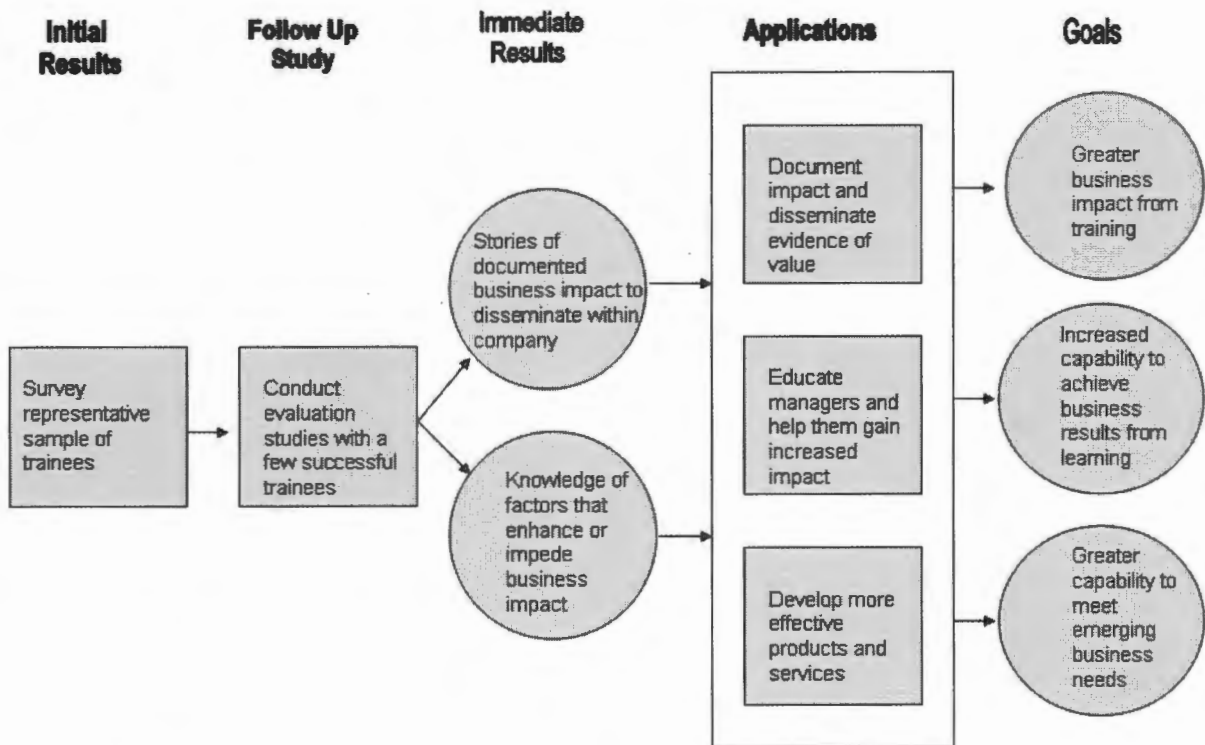 Initial
Results
Follow Up
Study
Immediate
Results
Applications
Goals
Survey
representative
sample of
trainees
Conduct
evaluation
studies with a
few successful
trainees
Stories of
documented
business impact to
disseminate within
company
Knowledge of
factors that
enhance or
impede
business
impact
Document
impact and
disseminate
evidence of
value
Educate
managers and
help them gain
increased
impact
Develop more
effective
products and
services
Greater
business
impact from
training
Increased
capability to
achieve
business
results from
learning
Greater
capability to
meet
emerging
business
needs